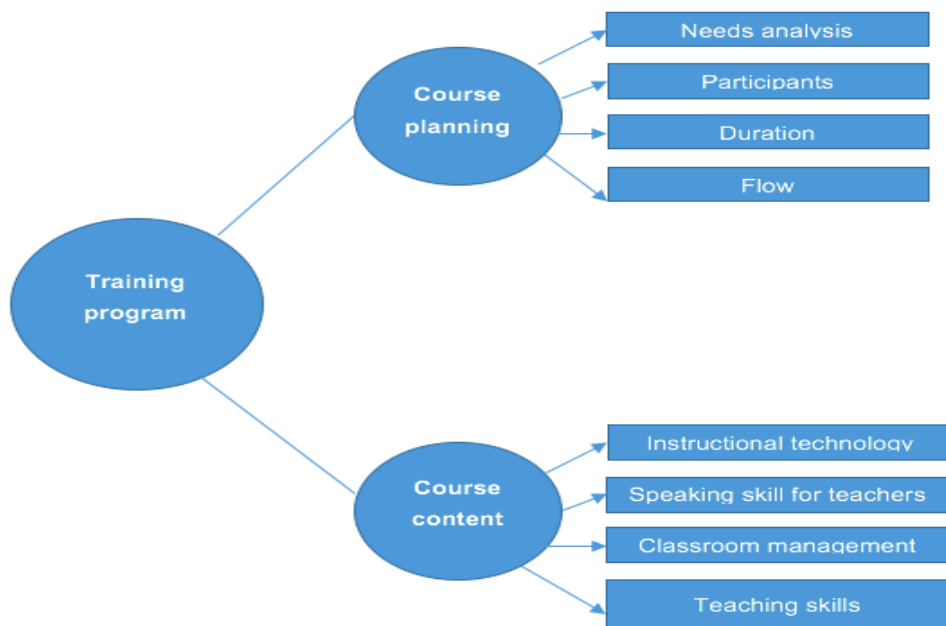 Needs analysis
Participants
Duration
Flow
Course
planning
Training
program
Instructional technology
Speaking skill for teachers
Classroom management
Teaching skills
Course
content